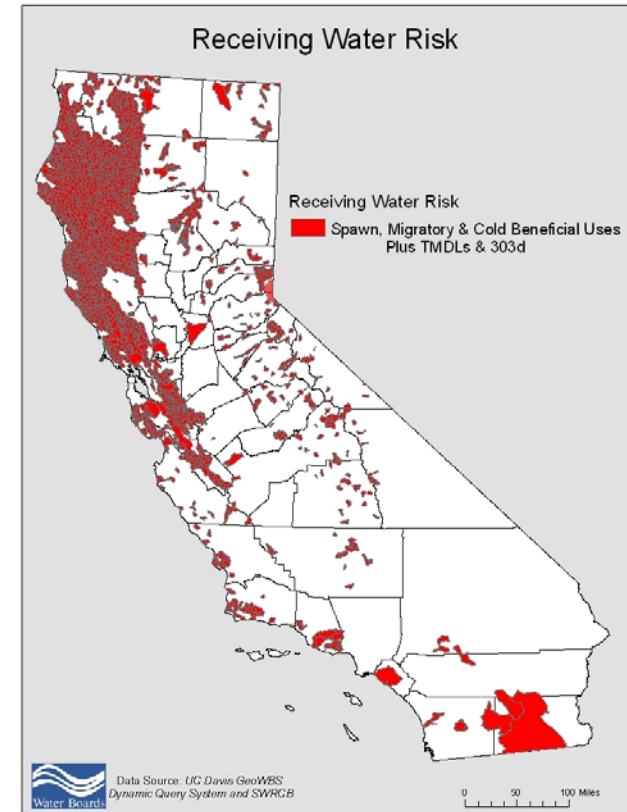 Receiving Water Risk
Receiving Water Risk
Spawn, Migratory & Cold Beneficial Uses
Plus TMDLs & 303d
Water Boards
Data Source: UC Davis GeoWBS
Dynamic Query System and SWRCB
0 50 100 Miles